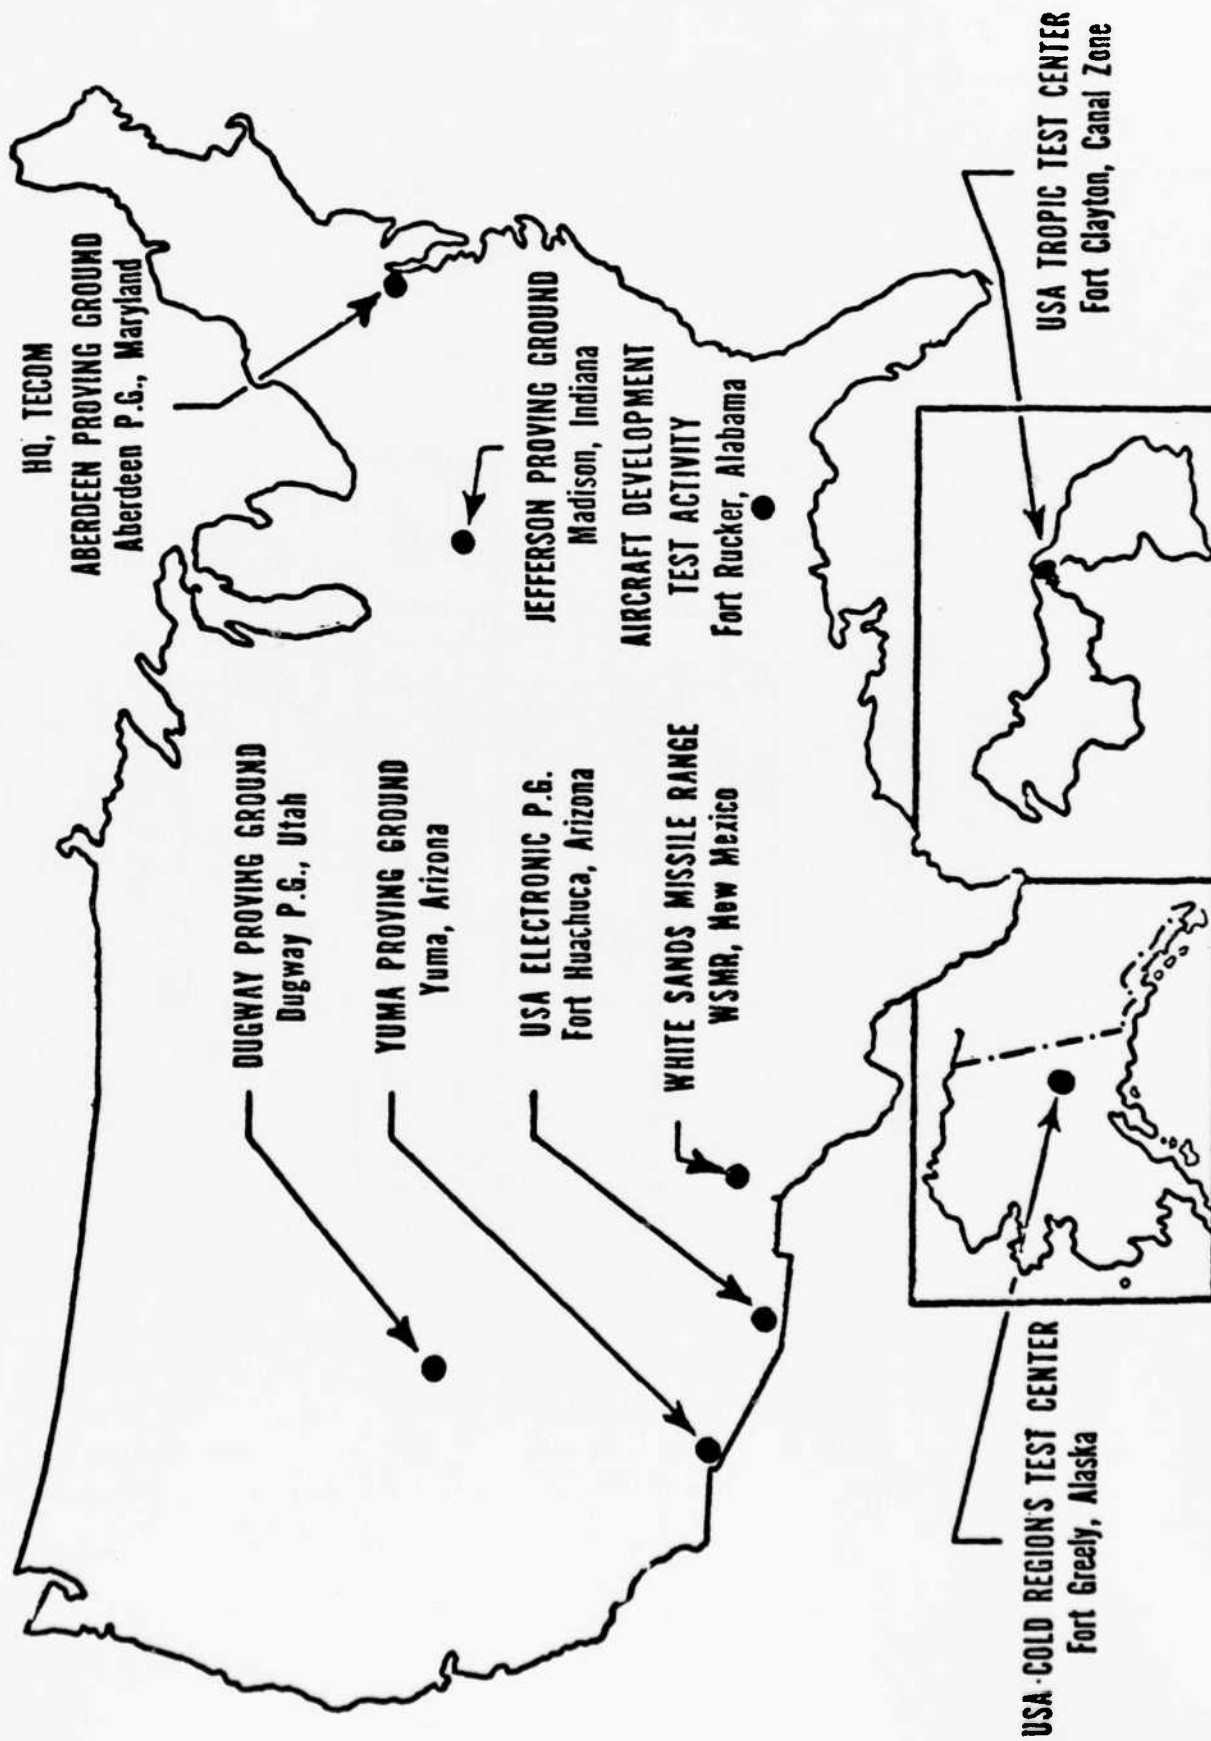 HQ, TECOM
ABERDEEN PROVING GROUND
Aberdeen P.G., Maryland
DUGWAY PROVING GROUND
Dugway P.G., Utah
YUMA PROVING GROUND
Yuma, Arizona
USA ELECTRONIC P.G.
Fort Huachuca, Arizona
WHITE SANDS MISSILE RANGE
WSMR, New Mexico
JEFFERSON PROVING GROUND
Madison, Indiana
AIRCRAFT DEVELOPMENT
TEST ACTIVITY
Fort Rucker, Alabama
USA COLD REGIONS TEST CENTER
Fort Greely, Alaska
USA TROPIC TEST CENTER
Fort Clayton, Canal Zone